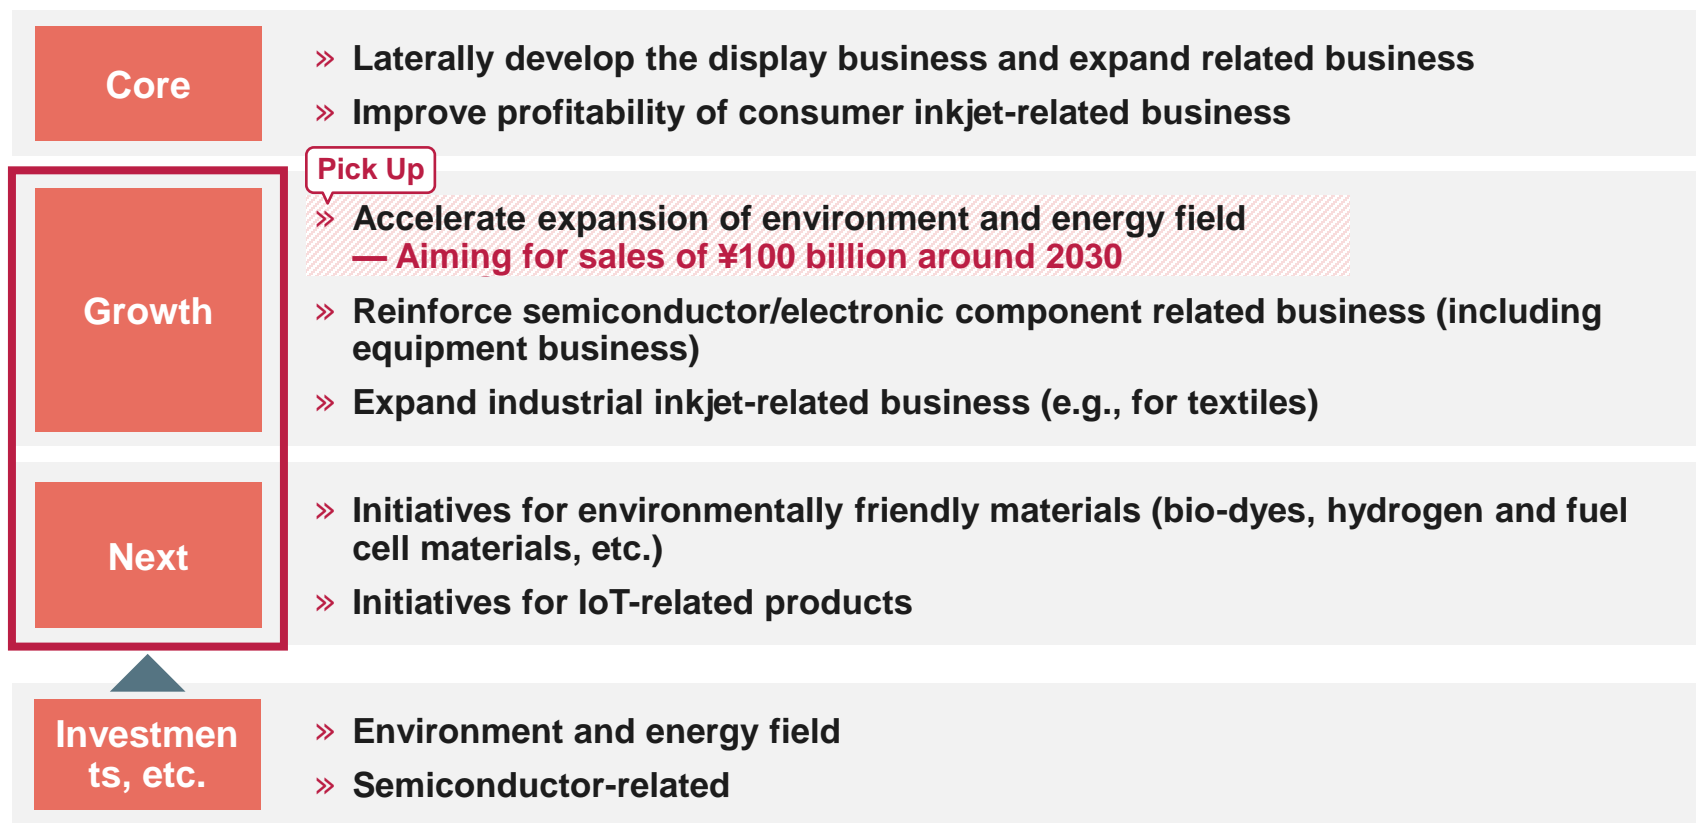 Core
» Laterally develop the display business and expand related business
» Improve profitability of consumer inkjet-related business
Pick Up
Growth
» Accelerate expansion of environment and energy field
— Aiming for sales of ¥100 billion around 2030
» Reinforce semiconductor/electronic component related business (including
equipment business)
» Expand industrial inkjet-related business (e.g., for textiles)
Next
» Initiatives for environmentally friendly materials (bio-dyes, hydrogen and fuel
cell materials, etc.)
» Initiatives for IoT-related products
Investmen
ts, etc.
» Environment and energy field
» Semiconductor-related